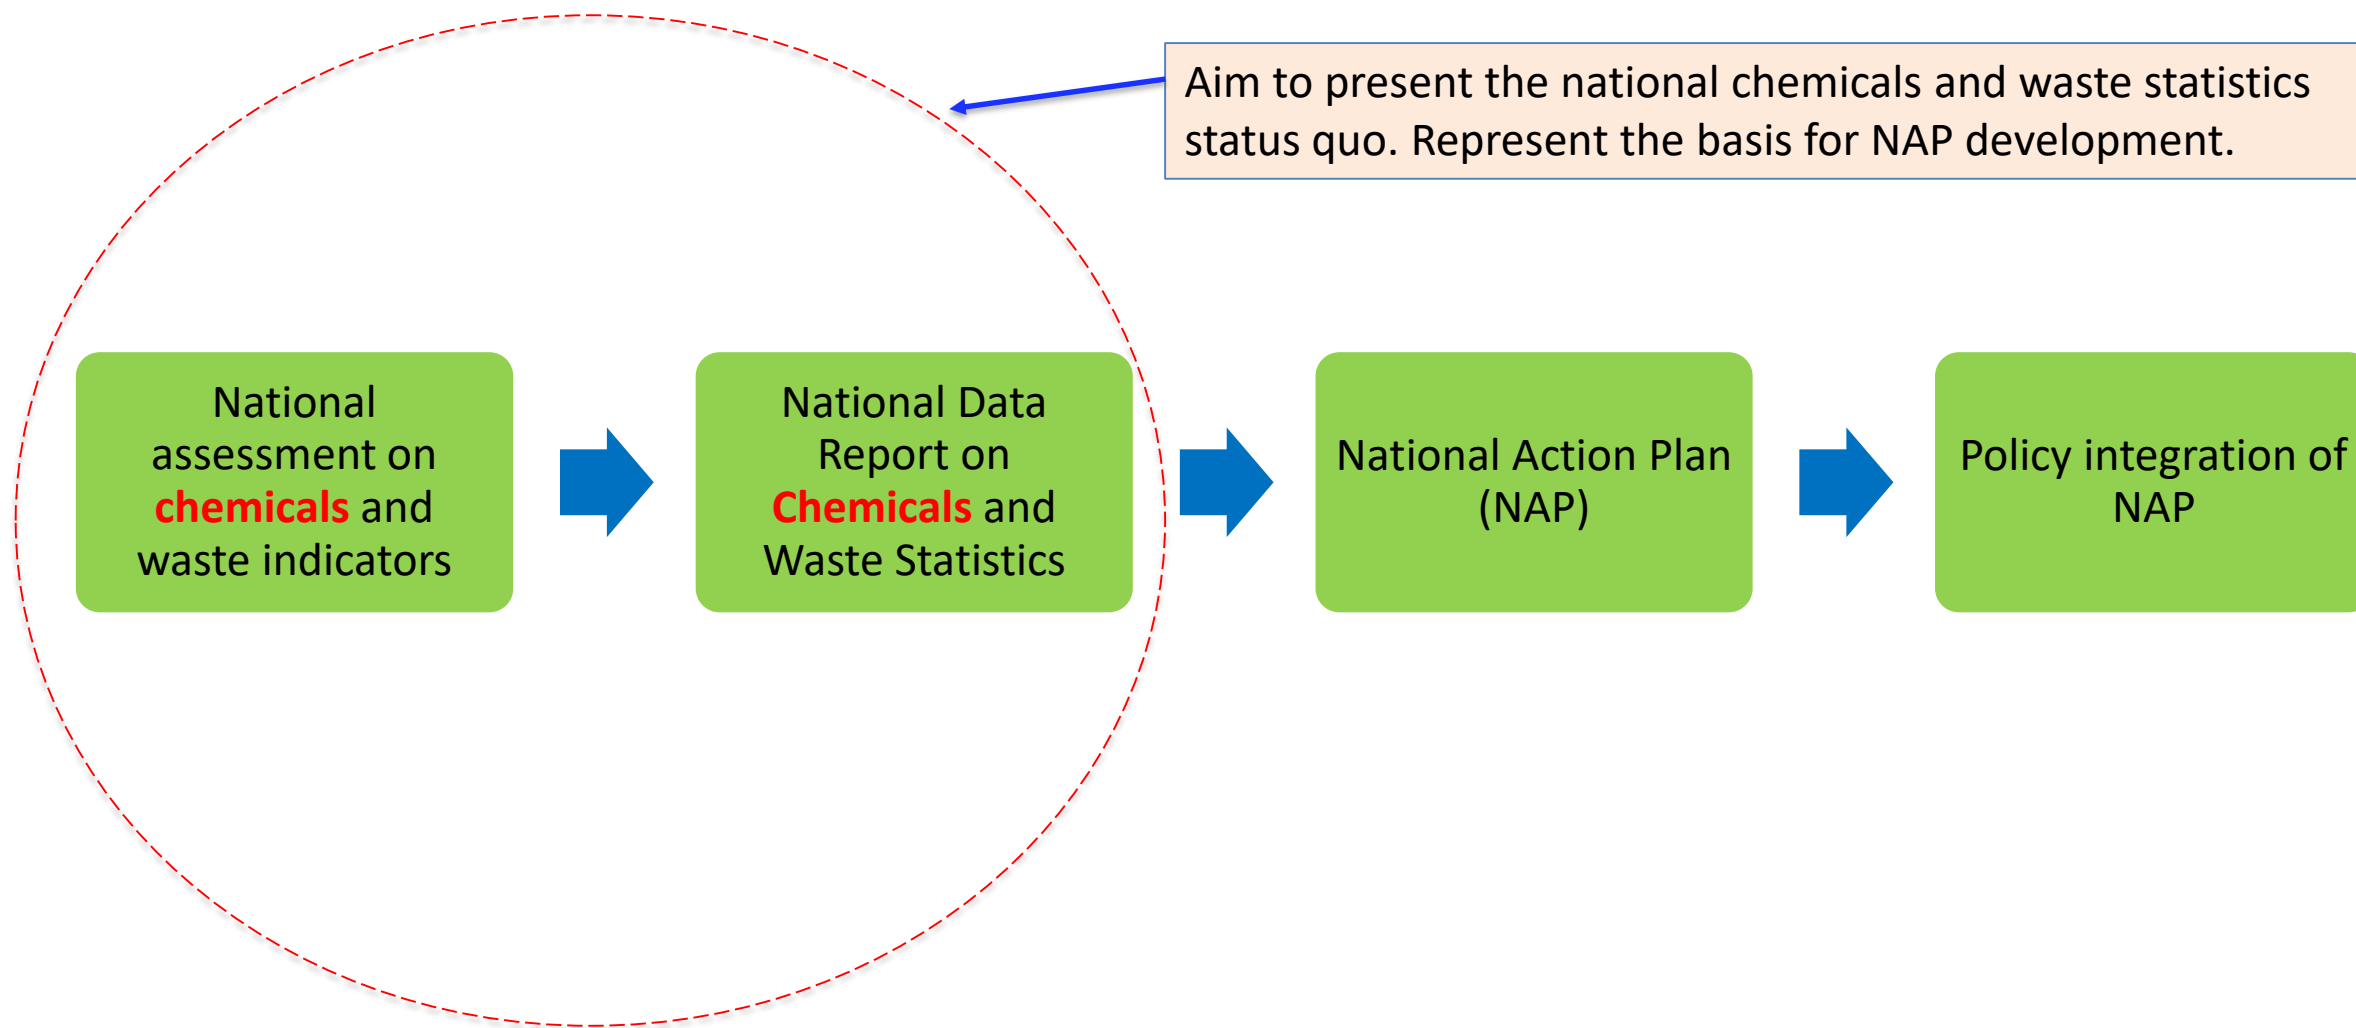 Aim to present the national chemicals and waste statistics
status quo. Represent the basis for NAP development.
National
assessment on
chemicals and
waste indicators
National Data
Report on
Chemicals and
Waste Statistics
National Action Plan
(NAP)
Policy integration of
NAP